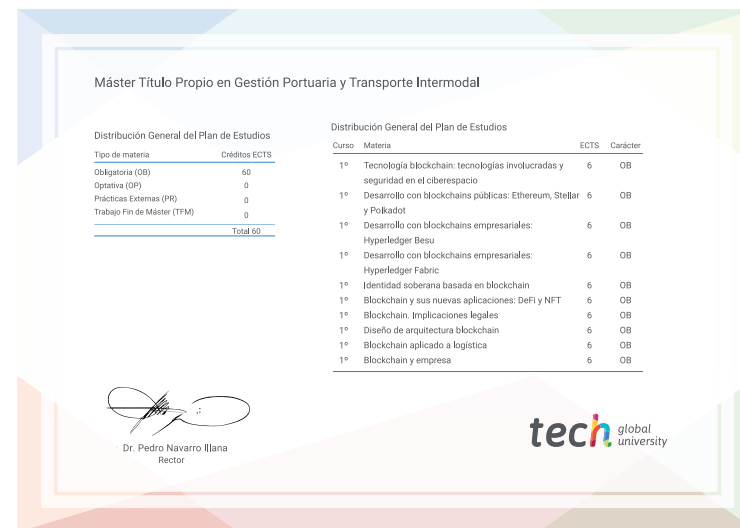 Máster Título Propio en Gestión Portuaria y Transporte Intermodal
Distribución General del Plan de Estudios
Tipo de materia Créditos ECTS
Obligatoria (OB) 60
Optativa (OP) 0
Prácticas Externas (PR) 0
Trabajo Fin de Máster (TFM) 0
Total 60
Distribución General del Plan de Estudios
Curso Materia ECTS Carácter
1º Tecnología blockchain: tecnologías involucradas y 6 OB
seguridad en el ciberespacio
1º Desarrollo con blockchains públicas: Ethereum, Stellar 6 OB
y Polkadot
1º Desarrollo con blockchains empresariales: 6 OB
Hyperledger Besu
1º Desarrollo con blockchains empresariales: 6 OB
Hyperledger Fabric
1º Identidad soberana basada en blockchain 6 OB
1º Blockchain y sus nuevas aplicaciones: DeFi y NFT 6 OB
1º Blockchain. Implicaciones legales 6 OB
1º Diseño de arquitectura blockchain 6 OB
1º Blockchain aplicado a logística 6 OB
1º Blockchain y empresa 6 OB
Dr. Pedro Navarro Illana
Rector
tech global
university